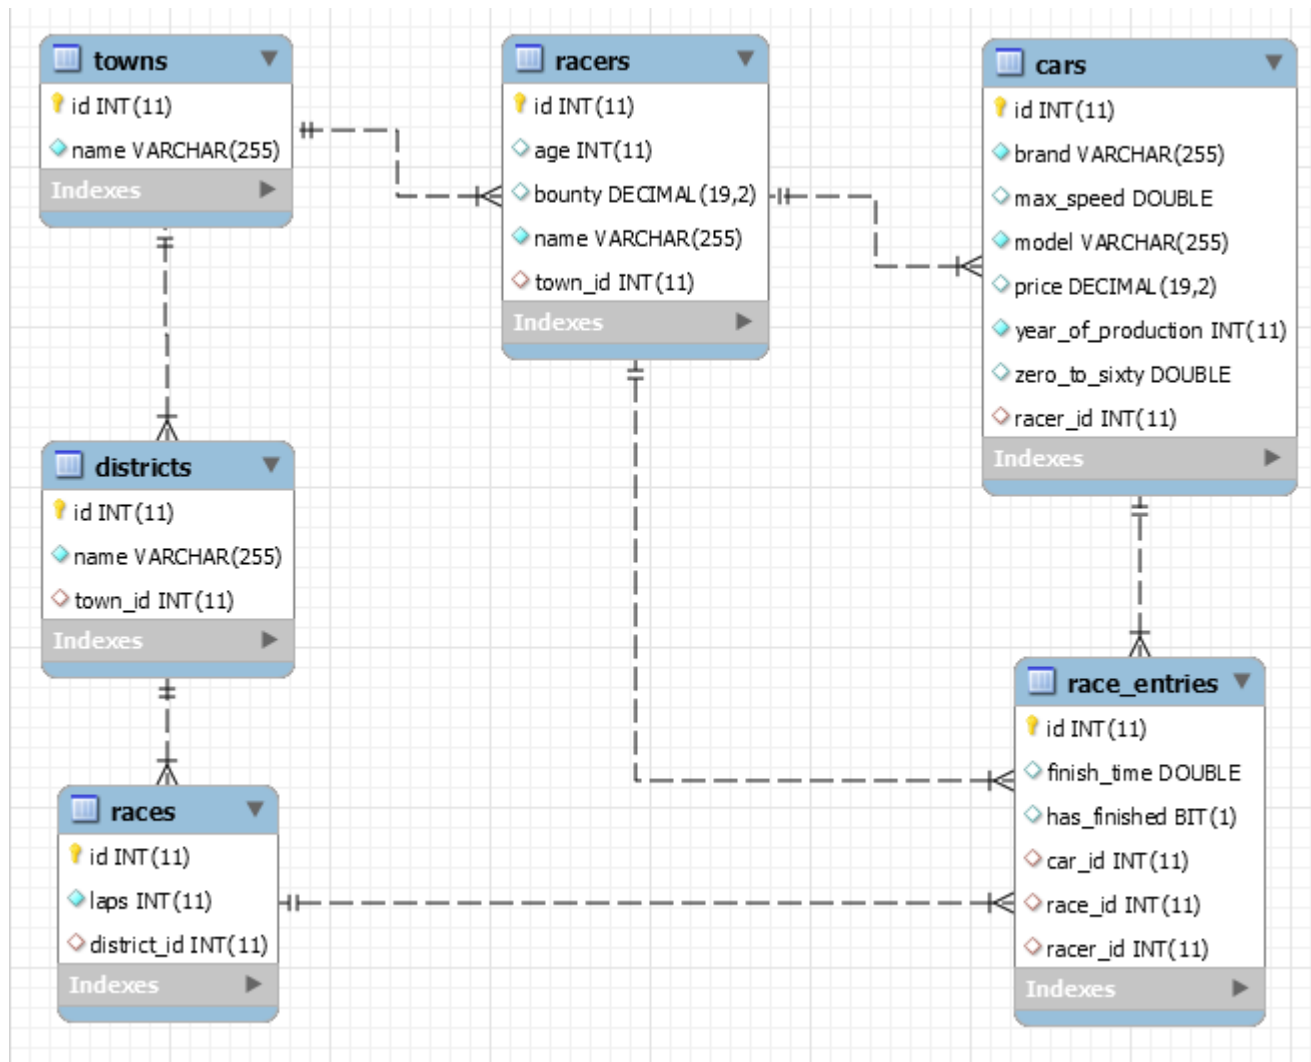 towns
id INT(11)
name VARCHAR(255)
Indexes
racers
id INT(11)
age INT(11)
bounty DECIMAL(19,2)
name VARCHAR(255)
town_id INT(11)
Indexes
cars
id INT(11)
brand VARCHAR(255)
max_speed DOUBLE
model VARCHAR(255)
price DECIMAL(19,2)
year_of_production INT(11)
zero_to_sixty DOUBLE
racer_id INT(11)
Indexes
districts
id INT(11)
name VARCHAR(255)
town_id INT(11)
Indexes
races
id INT(11)
laps INT(11)
district_id INT(11)
Indexes
race_entries
id INT(11)
finish_time DOUBLE
has_finished BIT(1)
car_id INT(11)
race_id INT(11)
racer_id INT(11)
Indexes